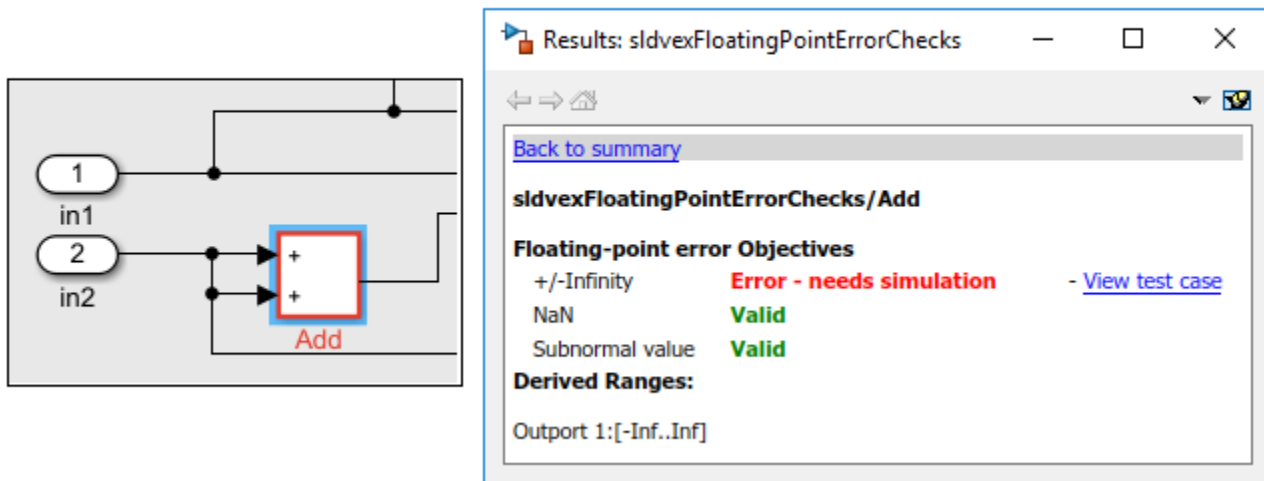 1
in1
2
in2
+
+
Add
Results: sldvexFloatingPointErrorChecks
Back to summary
sldvexFloatingPointErrorChecks/Add
Floating-point error Objectives
+/-Infinity Error - needs simulation - View test case
NaN Valid
Subnormal value Valid
Derived Ranges:
Outport 1:[-Inf..Inf]